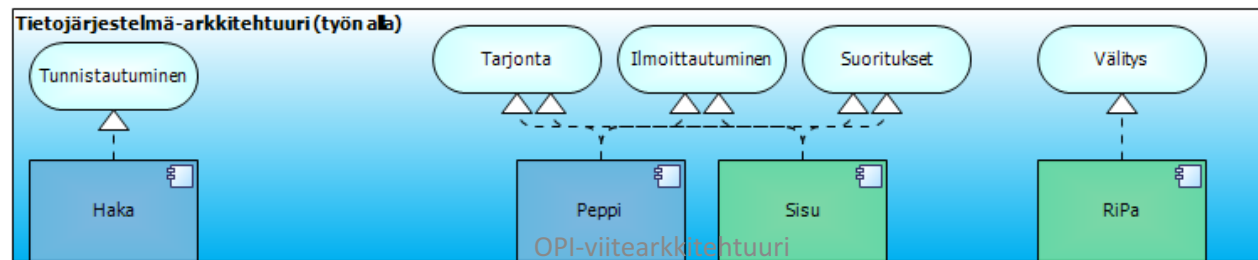 Tietojärjestelmä-arkkitehtuuri (työn alla)
Tunnistautuminen
Tarjonta
Ilmoittautuminen
Suoritukset
Välitys
Haka
Peppi
Sisu
RiPa
OPI-viitearkkitehtuuri